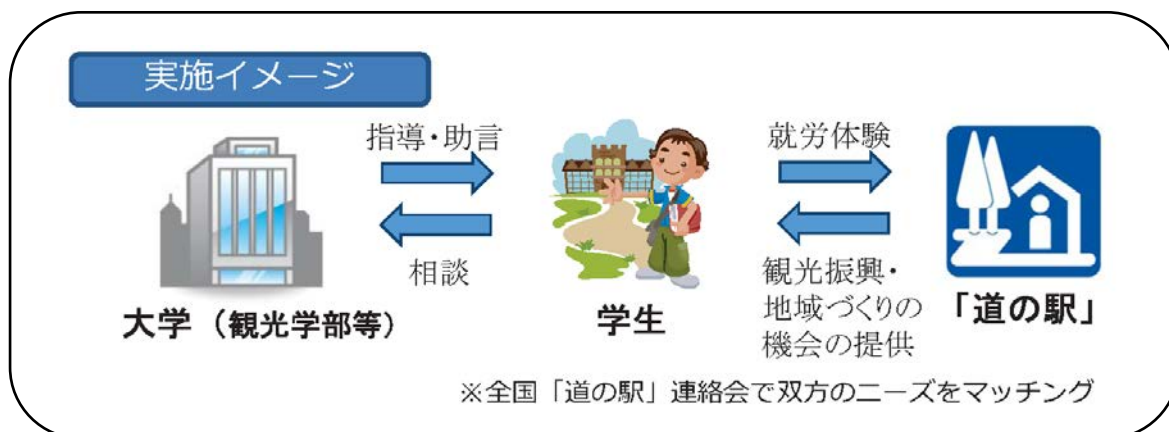 実施イメージ
指導・助言
相談
大学（観光学部等）
学生
就労体験
観光振興・
地域づくりの
機会の提供
「道の駅」
※全国「道の駅」連絡会で双方のニーズをマッチング